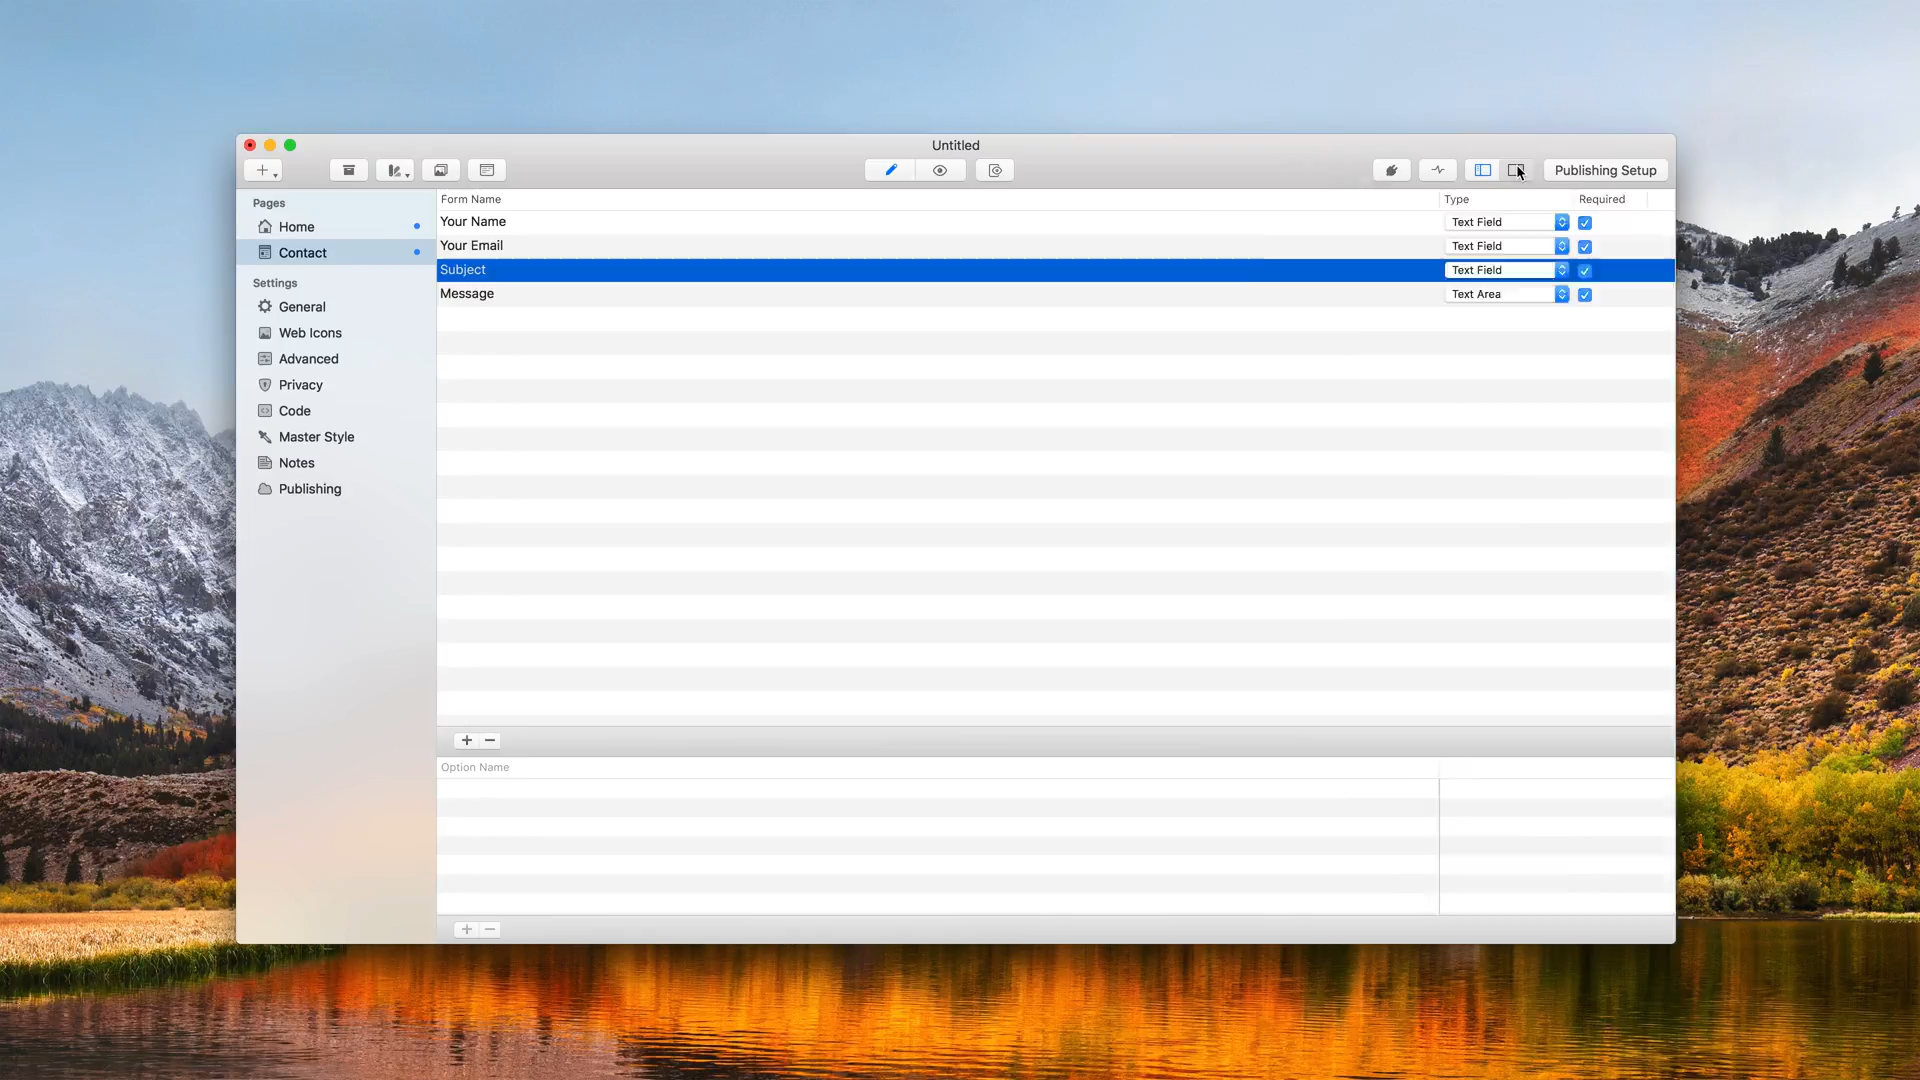 Untitled
Publishing Setup
Pages
Home
Contact
Settings
General
Web Icons
Advanced
Privacy
Code
Master Style
Notes
Publishing
Form Name Type Required
Your Name Text Field
Your Email Text Field
Subject Text Field
Message Text Area
Option Name